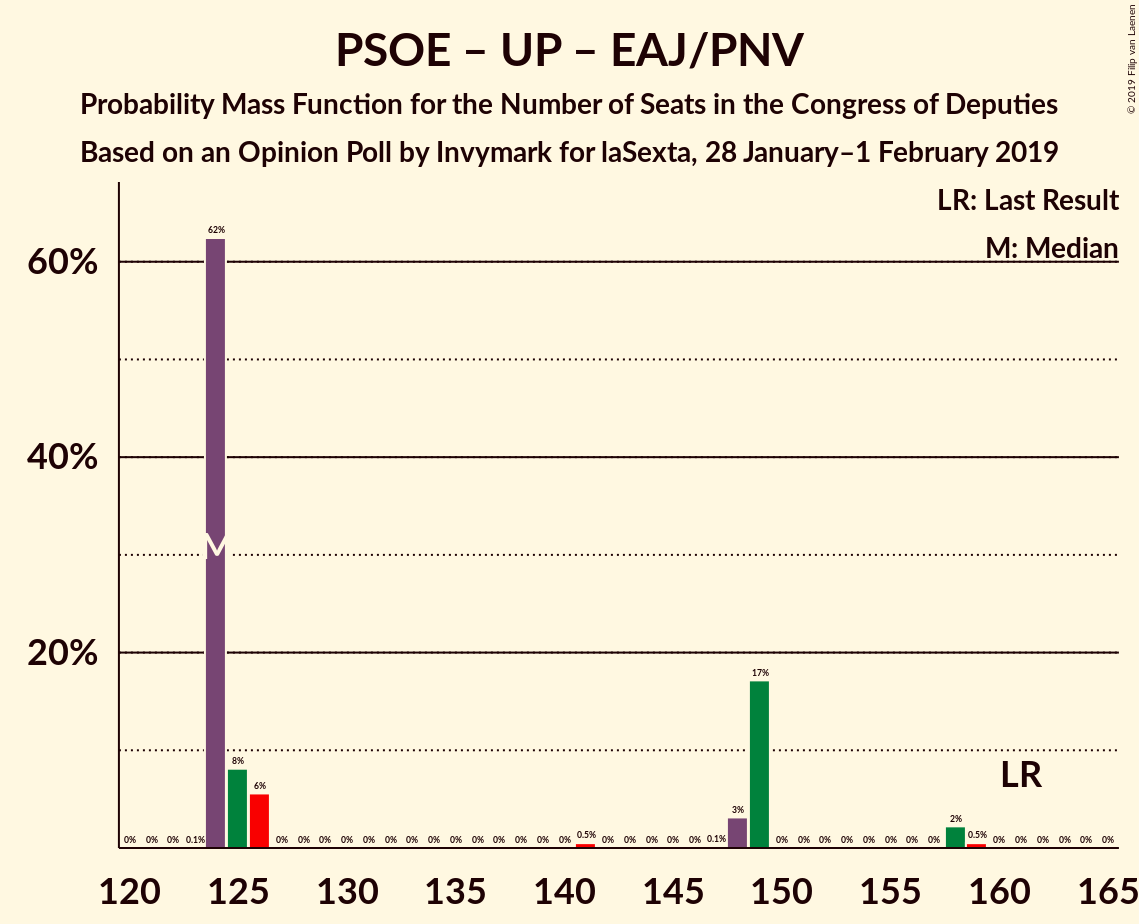 PSOE – UP – EAJ/PNV
Probability Mass Function for the Number of Seats in the Congress of Deputies
Based on an Opinion Poll by Invymark for laSexta, 28 January–1 February 2019
© 2019 Filip van Laenen
LR: Last Result
M: Median
60%
40%
20%
62%
M
8%
6%
17%
3%
2%
LR
0% 0% 0% 0.1% 0% 0% 0% 0% 0% 0% 0% 0% 0% 0% 0% 0% 0% 0% 0.5% 0% 0% 0% 0% 0% 0.1% 0% 0% 0% 0% 0% 0% 0% 0% 0.5% 0% 0% 0% 0% 0% 0%
120 125 130 135 140 145 150 155 160 165